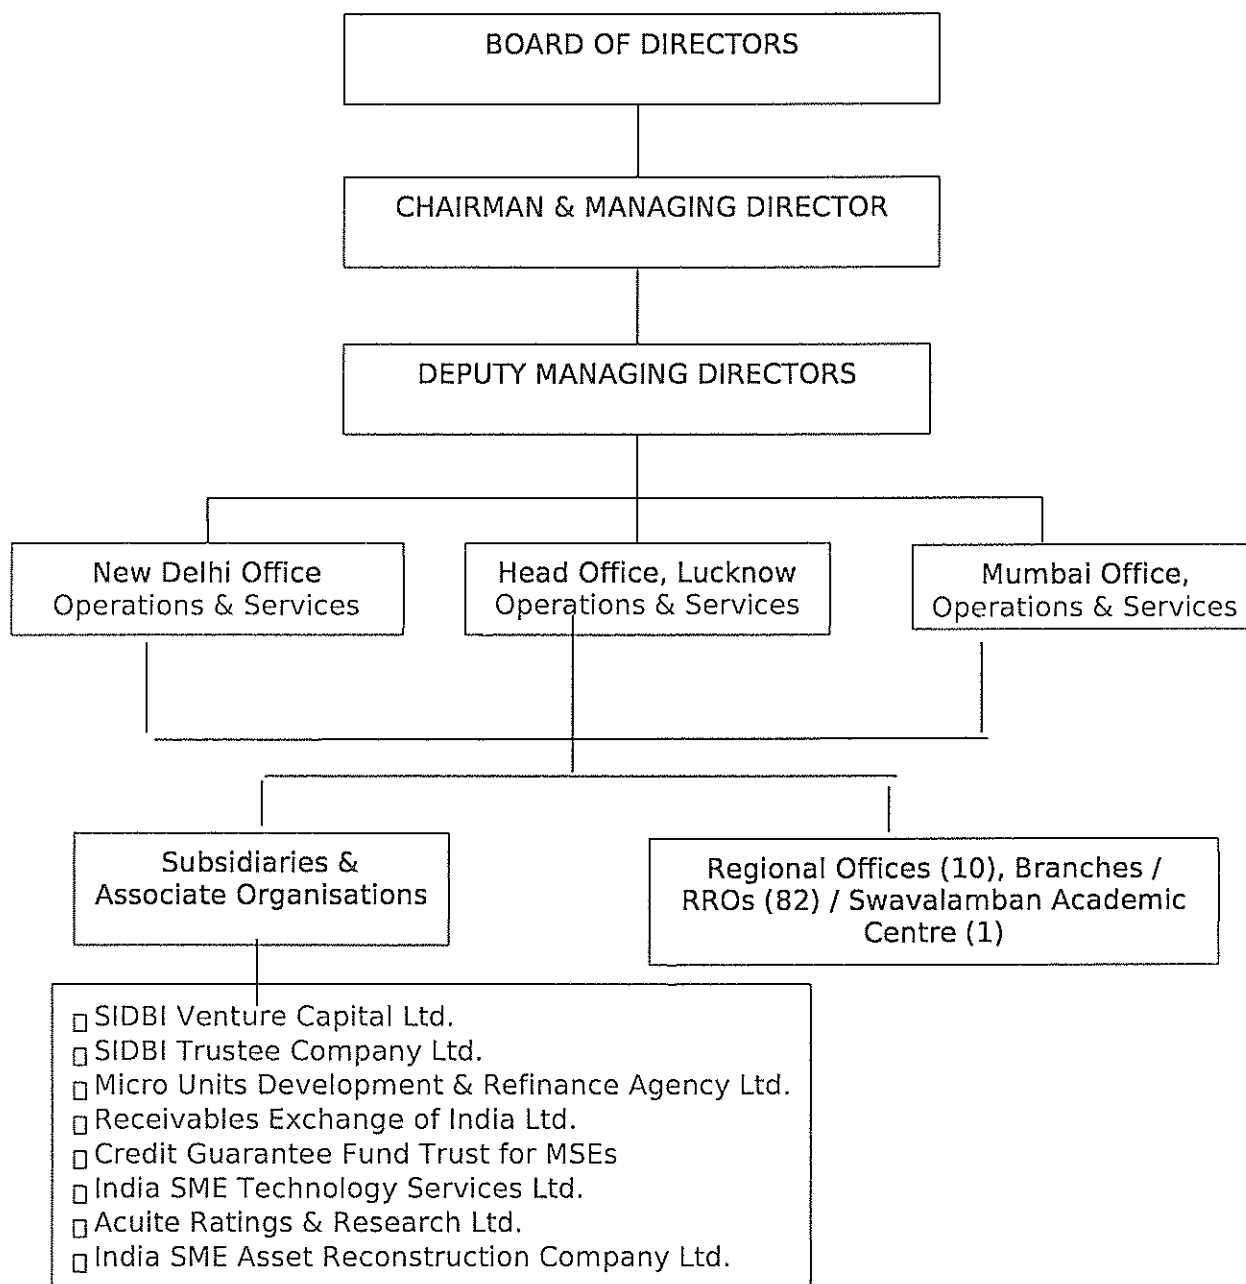 BOARD OF DIRECTORS
CHAIRMAN & MANAGING DIRECTOR
DEPUTY MANAGING DIRECTORS
New Delhi Office
Operations & Services
Head Office, Lucknow
Operations & Services
Mumbai Office,
Operations & Services
Subsidiaries &
Associate Organisations
Regional Offices (10), Branches /
RROs (82) / Swavalamban Academic
Centre (1)
SIDBI Venture Capital Ltd.
SIDBI Trustee Company Ltd.
Micro Units Development & Refinance Agency Ltd.
Receivables Exchange of India Ltd.
Credit Guarantee Fund Trust for MSEs
India SME Technology Services Ltd.
Acuite Ratings & Research Ltd.
India SME Asset Reconstruction Company Ltd.